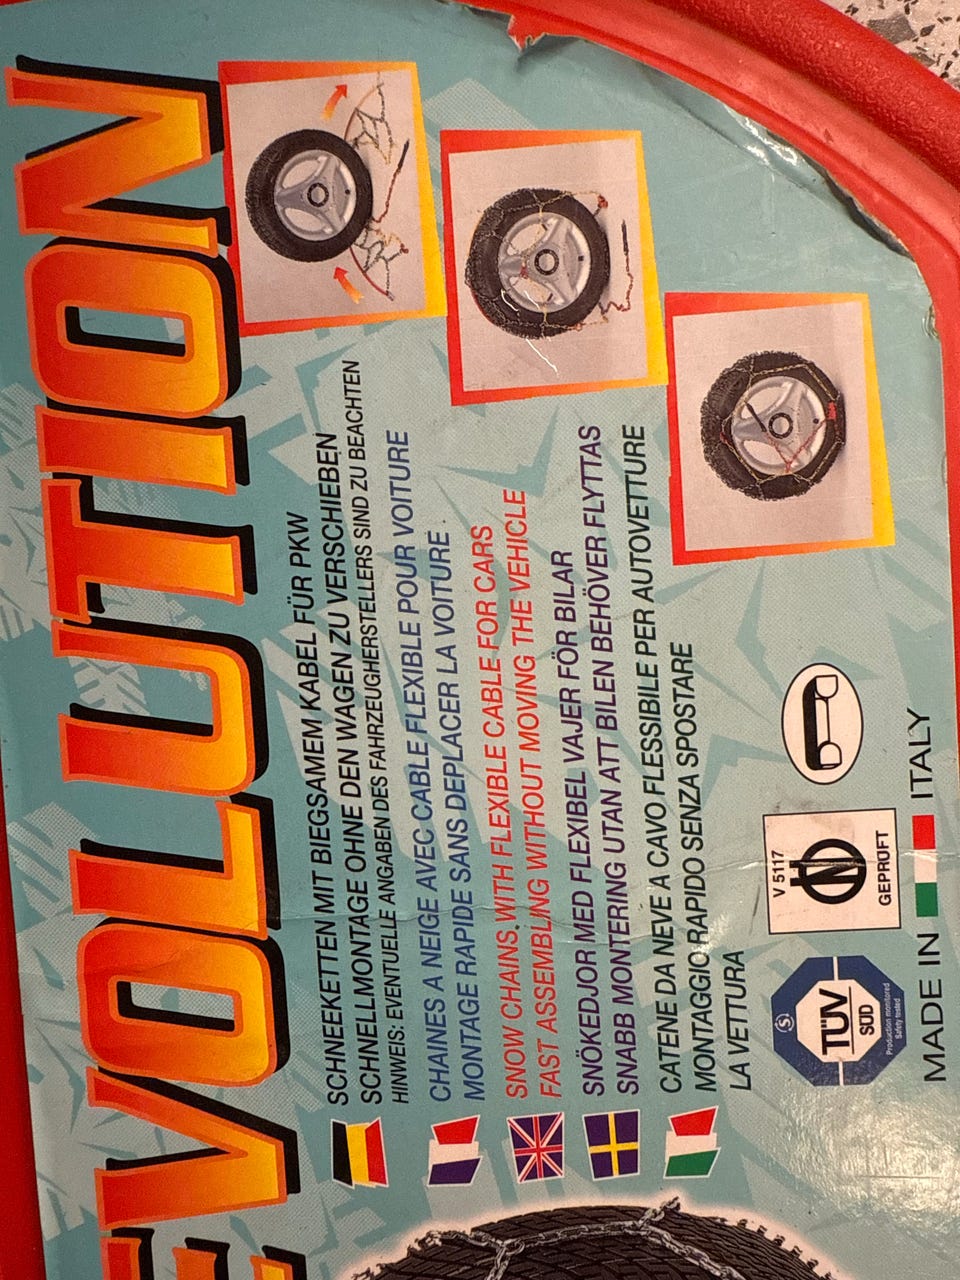 EVOLUTION
SCHNEEKETTEN MIT BIEGSAMEM KABEL FÜR PKW
SCHNELLMONTAGE OHNE DEN WAGEN ZU VERSCHIEBEN
HINWEIS: EVENTUELLE ANGABEN DES FAHRZEUGHERSTELLERS SIND ZU BEACHTEN
CHAINES A NEIGE AVEC CABLE FLEXIBLE POUR VOITURE
MONTAGE RAPIDE SANS DEPLACER LA VOITURE
SNOW CHAINS WITH FLEXIBLE CABLE FOR CARS
FAST ASSEMBLING WITHOUT MOVING THE VEHICLE
SNÖKEDJOR MED FLEXIBEL VAJER FÖR BILAR
SNABB MONTERING UTAN ATT BILEN BEHÖVER FLYTTAS
CATENE DA NEVE A CAVO FLESSIBILE PER AUTOVETTURE
MONTAGGIO RAPIDO SENZA SPOSTARE
LA VETTURA
TÜV
SÜD
Production monitored
Safety tested
V 5117
GEPRÜFT
MADE IN ITALY